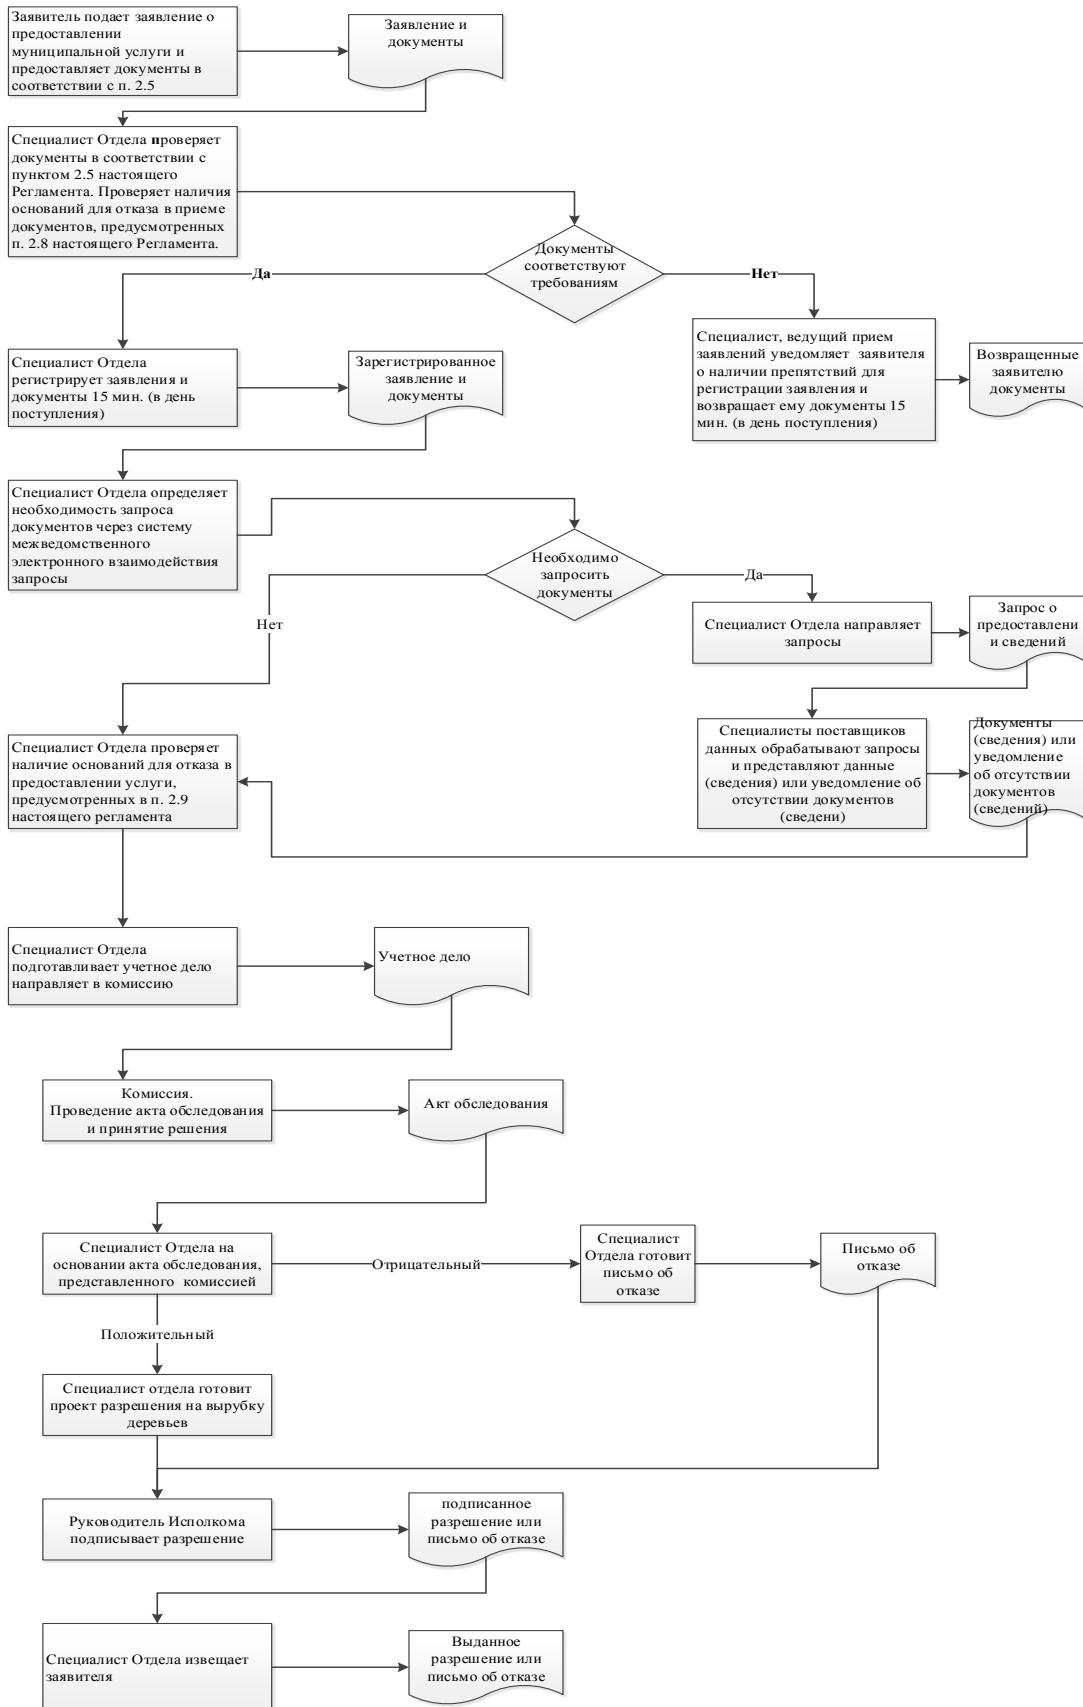 Заявитель подает заявление о
предоставлении
муниципальной услуги и
предоставляет документы в
соответствии с п. 2.5
Заявление и
документы
Специалист Отдела проверяет
документы в соответствии с
пунктом 2.5 настоящего
Регламента. Проверяет наличия
оснований для отказа в приеме
документов, предусмотренных
п. 2.8 настоящего Регламента.
Документы
соответствуют
требованиям
Да
Нет
Специалист Отдела
регистрирует заявления и
документы 15 мин. (в день
поступления)
Зарегистрированное
заявление и
документы
Специалист, ведущий прием
заявлений уведомляет заявителя
о наличии препятствий для
регистрации заявления и
возвращает ему документы 15
мин. (в день поступления)
Возвращенные
заявителю
документы
Специалист Отдела определяет
необходимость запроса
документов через систему
межведомственного
электронного взаимодействия
запросы
Необходимо
запросить
документы
Да
Нет
Специалист Отдела направляет
запросы
Запрос о
предоставлени
и сведений
Специалист Отдела проверяет
наличие оснований для отказа в
предоставлении услуги,
предусмотренных в п. 2.9
настоящего регламента
Специалисты поставщиков
данных обрабатывают запросы
и представляют данные
(сведения) или уведомление об
отсутствии документов
(сведени)
Документы
(сведения) или
уведомление
об отсутствии
документов
(сведений)
Специалист Отдела
подготавливает учетное дело
направляет в комиссию
Учетное дело
Комиссия.
Проведение акта обследования
и принятие решения
Акт обследования
Специалист Отдела на
основании акта обследования,
представленного комиссией
Отрицательный
Специалист
Отдела готовит
письмо об
отказе
Письмо об
отказе
Положительный
Специалист отдела готовит
проект разрешения на вырубку
деревьев
Руководитель Исполкома
подписывает разрешение
подписанное
разрешение или
письмо об отказе
Специалист Отдела извещает
заявителя
Выданное
разрешение или
письмо об отказе